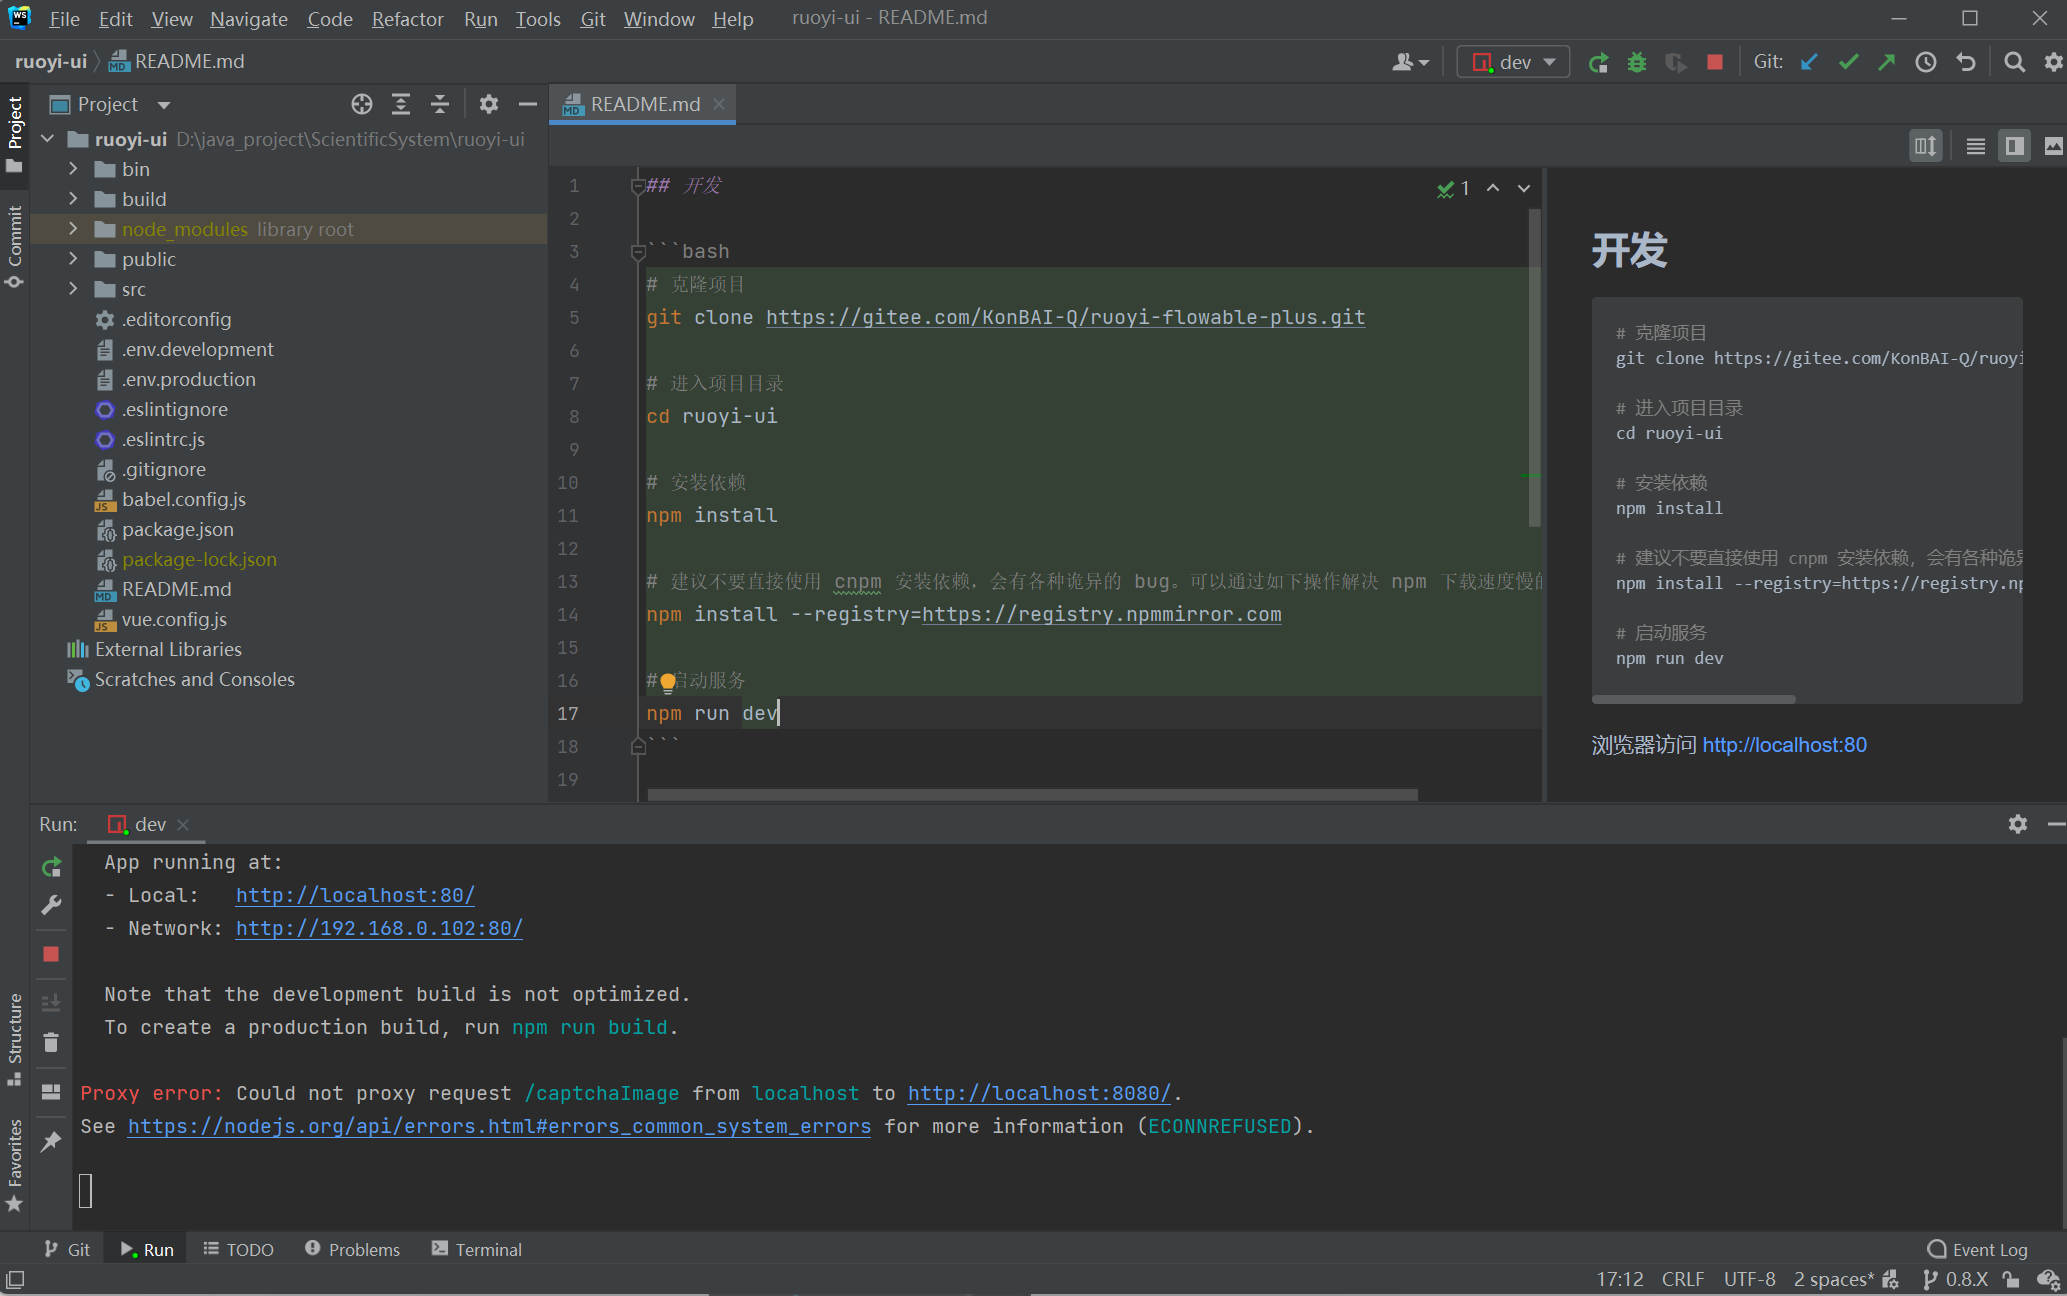 File Edit View Navigate Code Refactor Run Tools Git Window Help ruoyi-ui - README.md
ruoyi-ui README.md dev Git:
Project README.md
ruoyi-ui D:\java_project\ScientificSystem\ruoyi-ui
bin
build
node_modules library root
public
src
.editorconfig
.env.development
.env.production
.eslintignore
.eslintrc.js
.gitignore
babel.config.js
package.json
package-lock.json
README.md
vue.config.js
External Libraries
Scratches and Consoles
Project
Commit
Structure
Favorites
1 ## 开发
1
2
3 ```bash
4 # 克隆项目
5 git clone https://gitee.com/KonBAI-Q/ruoyi-flowable-plus.git
6
7 # 进入项目目录
8 cd ruoyi-ui
9
10 # 安装依赖
11 npm install
12
13 # 建议不要直接使用 cnpm 安装依赖，会有各种诡异的 bug。可以通过如下操作解决 npm 下载速度慢的
14 npm install --registry=https://registry.npmmirror.com
15
16 # 启动服务
17 npm run dev
18 ```
19
开发
# 克隆项目
git clone https://gitee.com/KonBAI-Q/ruoyi
# 进入项目目录
cd ruoyi-ui
# 安装依赖
npm install
# 建议不要直接使用 cnpm 安装依赖，会有各种诡异
npm install --registry=https://registry.np
# 启动服务
npm run dev
浏览器访问 http://localhost:80
Run: dev
App running at:
- Local: http://localhost:80/
- Network: http://192.168.0.102:80/
Note that the development build is not optimized.
To create a production build, run npm run build.
Proxy error: Could not proxy request /captchaImage from localhost to http://localhost:8080/.
See https://nodejs.org/api/errors.html#errors_common_system_errors for more information (ECONNREFUSED).
Git Run TODO Problems Terminal Event Log
17:12 CRLF UTF-8 2 spaces* 0.8.X